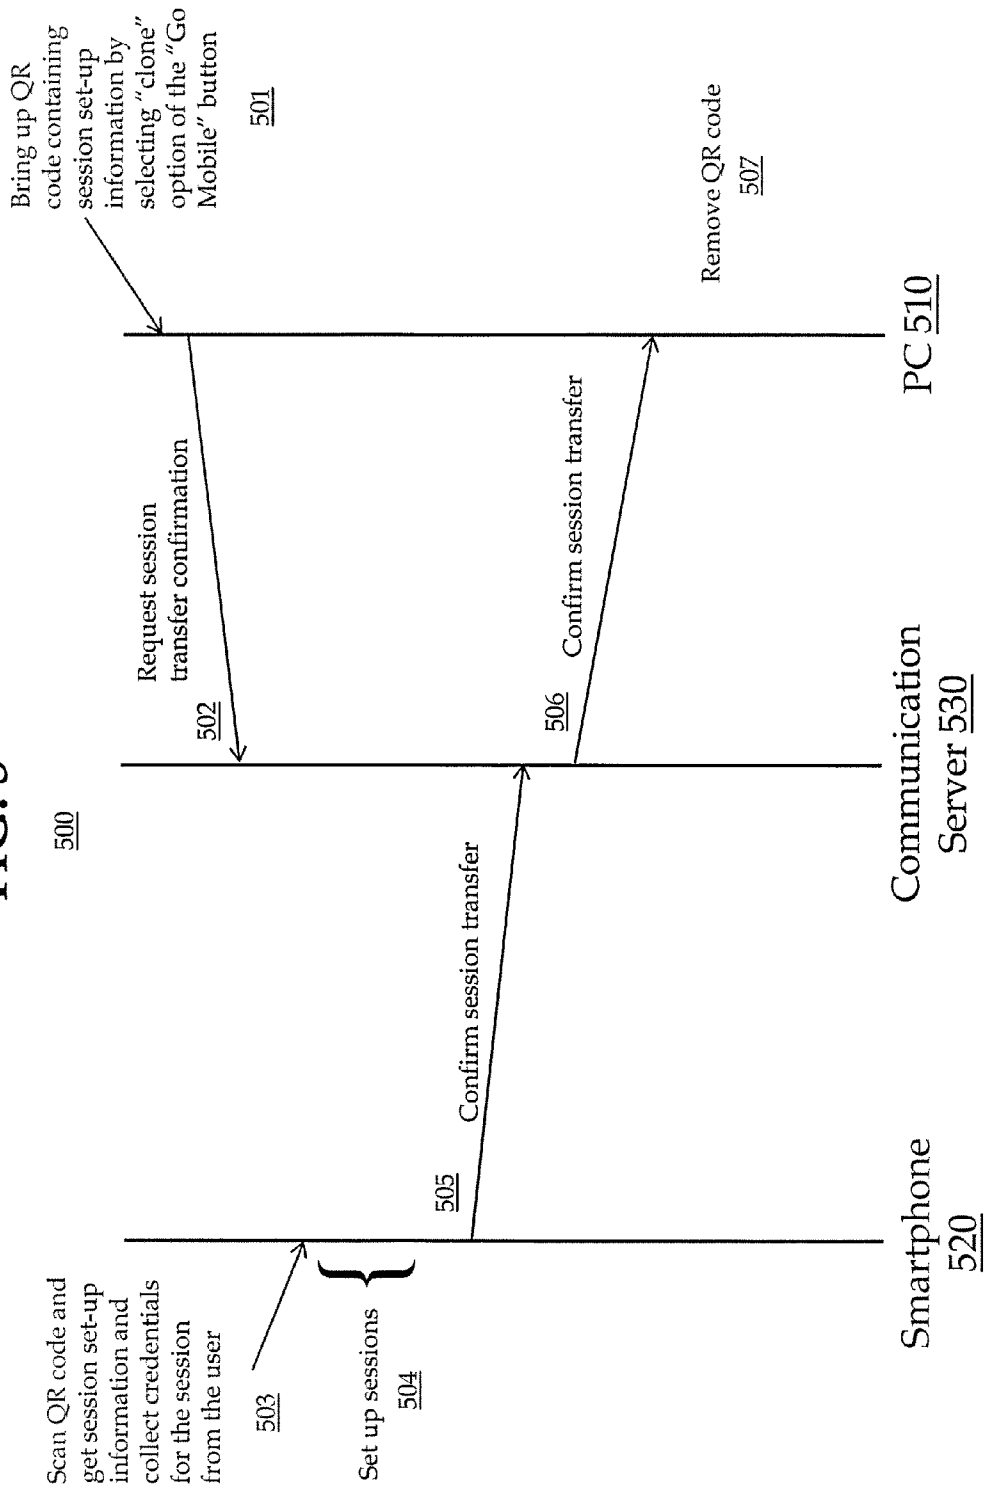 FIG. 5
500
Scan QR code and
get session set-up
information and
collect credentials
for the session
from the user
503
Set up sessions
504
505
Confirm session transfer
Request session
transfer confirmation
502
506
Confirm session transfer
Bring up QR
code containing
session set-up
information by
selecting "clone"
option of the "Go
Mobile" button
501
Remove QR code
507
Smartphone
520
Communication
Server 530
PC 510